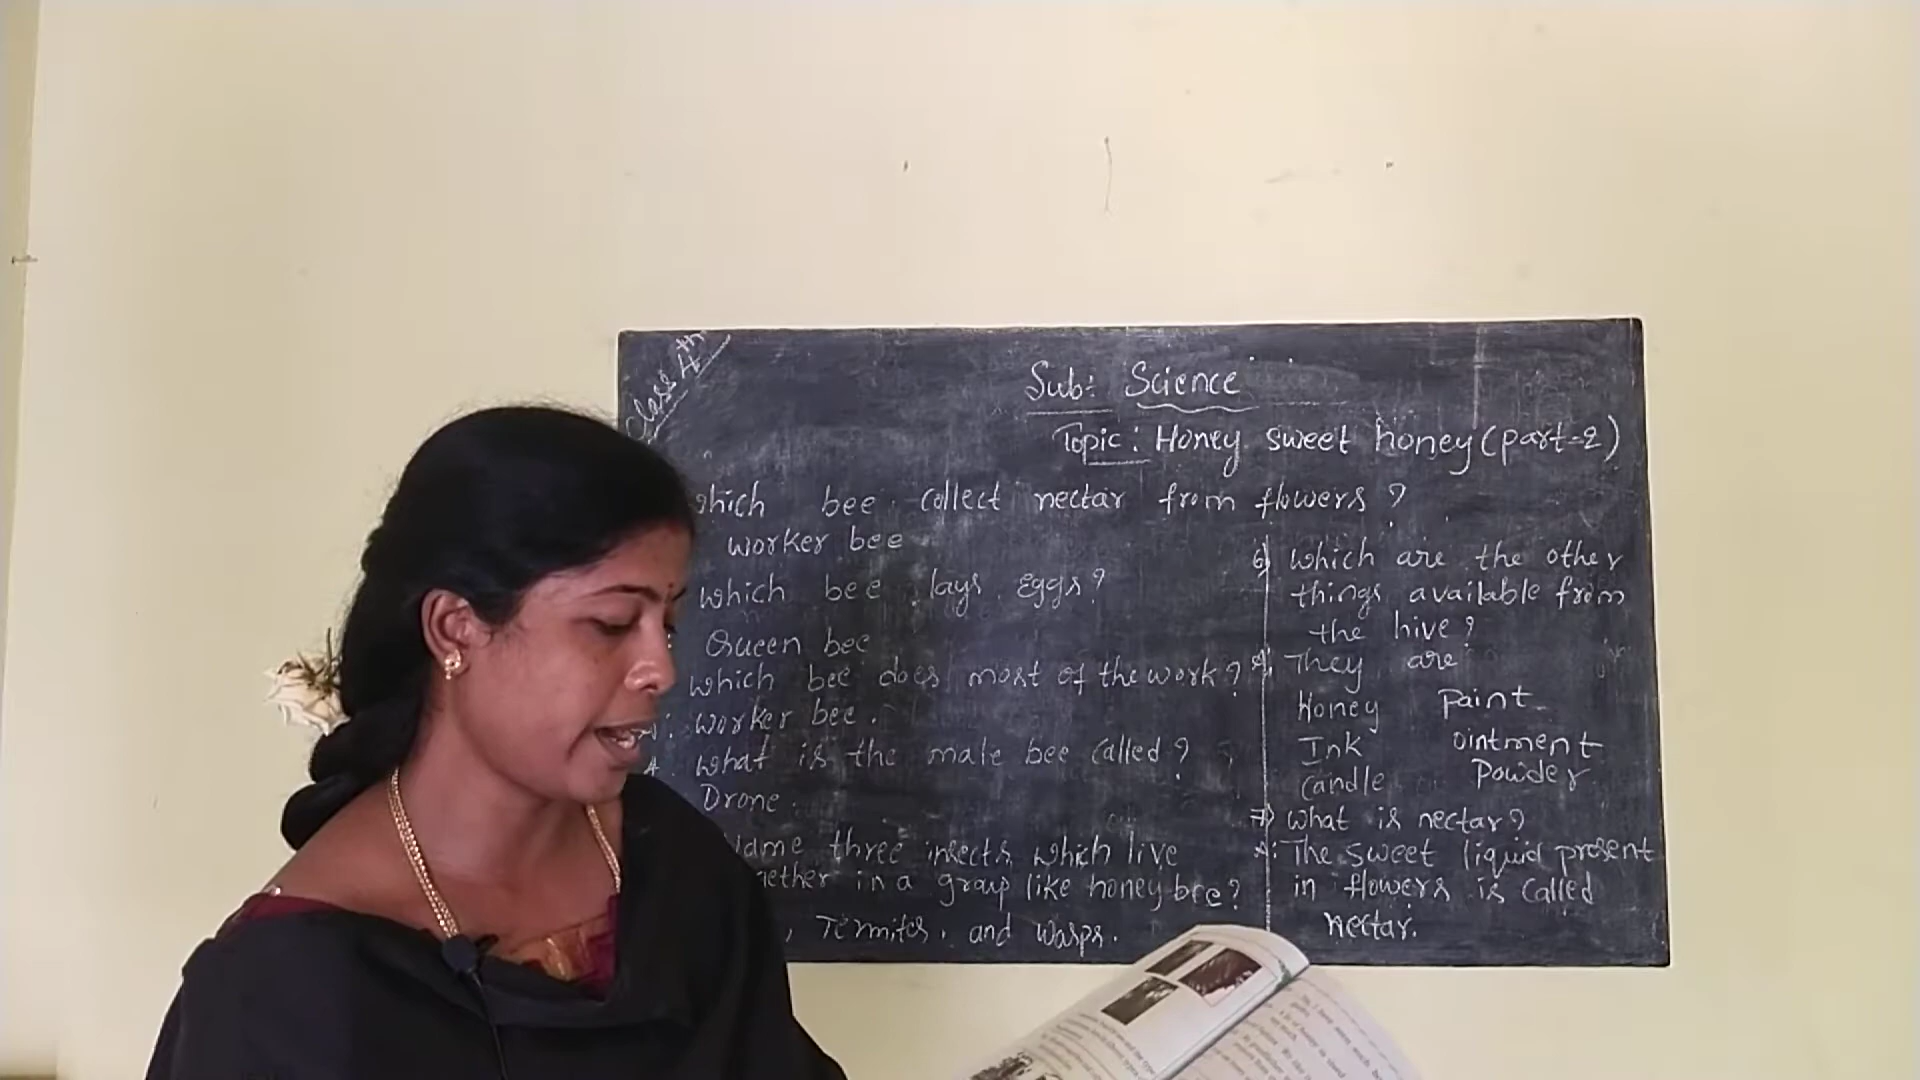 Class 4th
Sub: Science
Topic: Honey sweet honey (part-2)
which bee collect nectar from flowers?
worker bee
which bee lays eggs?
Queen bee
which bee does most of the work?
worker bee.
4. what is the male bee called?
Drone.
three insects which live
in a group like honey bee?
, Termites, and wasps.
6) which are the other
things available from
the hive?
A: They are
Honey paint
Ink ointment
candle powder
7) what is nectar?
A: The sweet liquid present
in flowers is called
nectar.